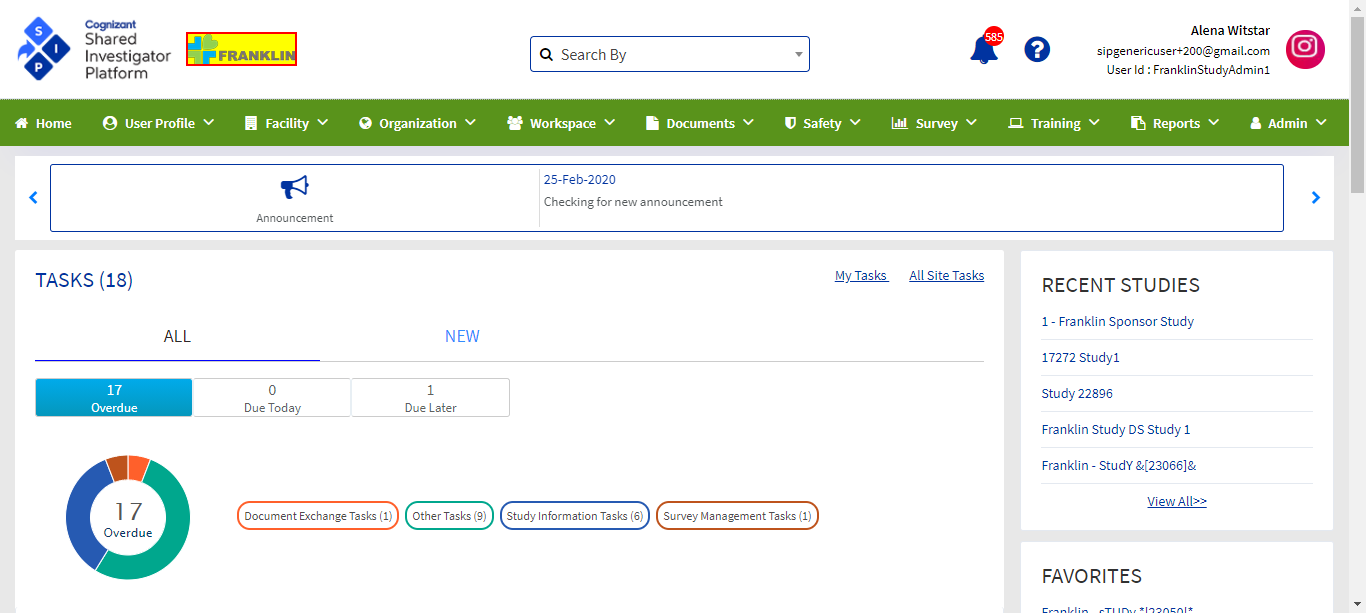 S
I
P
Cognizant
Shared
Investigator
Platform
FRANKLIN
Search By
585
?
Alena Witstar
sipgenericuser+200@gmail.com
User Id : FranklinStudyAdmin1
Home
User Profile
Facility
Organization
Workspace
Documents
Safety
Survey
Training
Reports
Admin
Announcement
25-Feb-2020
Checking for new announcement
TASKS (18)
My Tasks
All Site Tasks
ALL
NEW
17
Overdue
0
Due Today
1
Due Later
17
Overdue
Document Exchange Tasks (1)
Other Tasks (9)
Study Information Tasks (6)
Survey Management Tasks (1)
RECENT STUDIES
1 - Franklin Sponsor Study
17272 Study1
Study 22896
Franklin Study DS Study 1
Franklin - StudY &[23066]&
View All>>
FAVORITES
Franklin - sTUDy *[23050]*